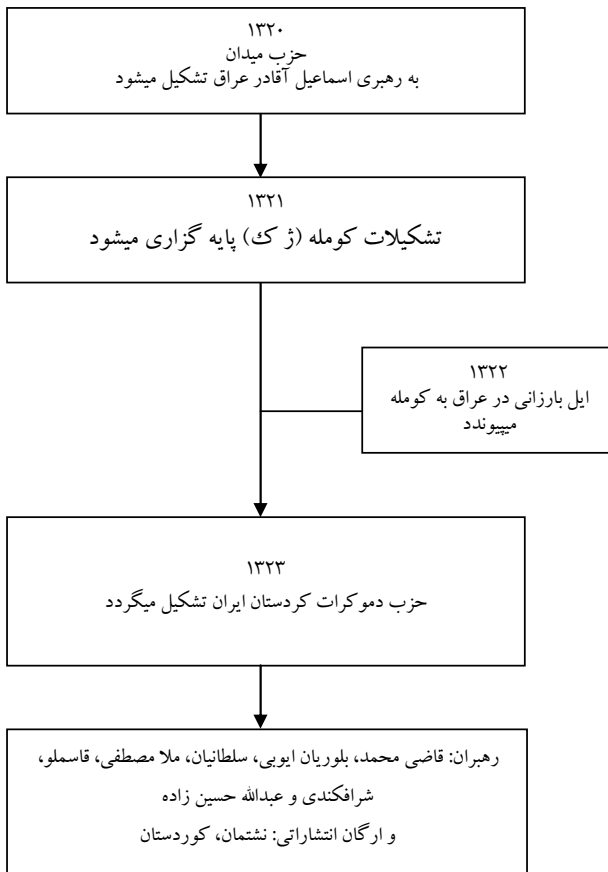 ۱۳۲۰
حزب میدان
به رهبری اسماعیل آقادر عراق تشکیل میشود
۱۳۲۱
تشکیلات کومله (ژ ک) پایه گزاری میشود
۱۳۲۲
ایل بارزانی در عراق به کومله
میپیوندد
۱۳۲۳
حزب دموکرات کردستان ایران تشکیل میگردد
رهبران: قاضی محمد، بلوریان ایوبی، سلطانیان، ملا مصطفی، قاسملو،
شرافکندی و عبدالله حسین زاده
و ارگان انتشاراتی: نشتمان، کوردستان